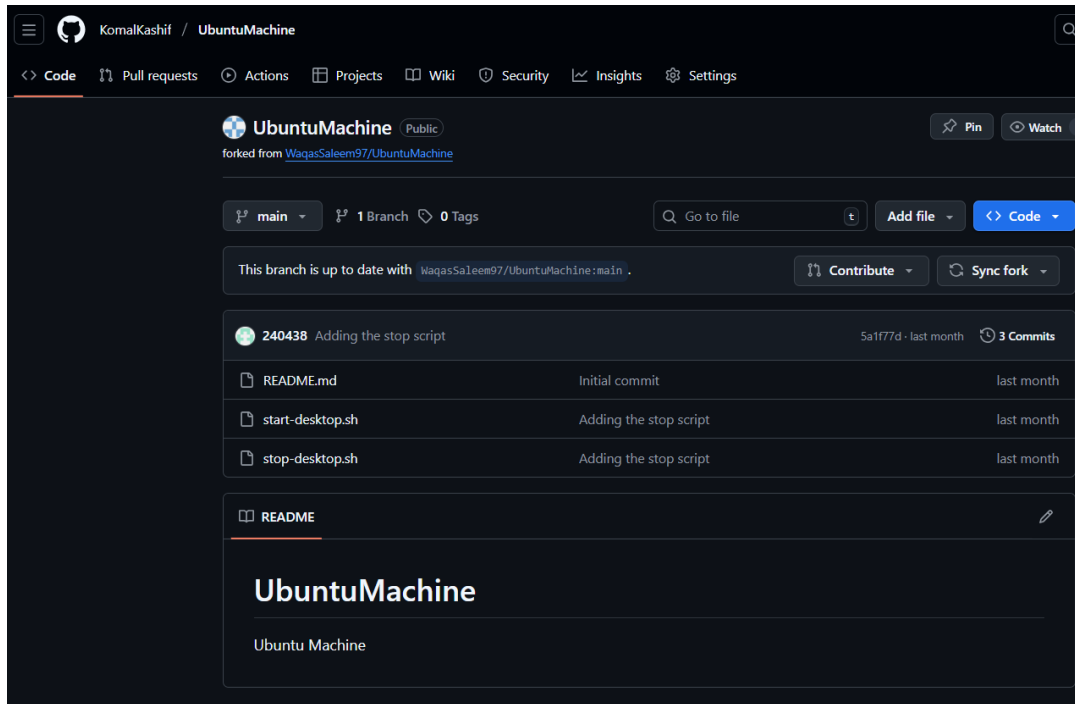 KomalKashif / UbuntuMachine
<> Code Pull requests Actions Projects Wiki Security Insights Settings
UbuntuMachine Public
Pin Watch
forked from WaqasSaleem97/UbuntuMachine
main 1 Branch 0 Tags Go to file t Add file <> Code
This branch is up to date with WaqasSaleem97/UbuntuMachine:main . Contribute Sync fork
240438 Adding the stop script 5a1f77d · last month 3 Commits
README.md Initial commit last month
start-desktop.sh Adding the stop script last month
stop-desktop.sh Adding the stop script last month
README
UbuntuMachine
Ubuntu Machine